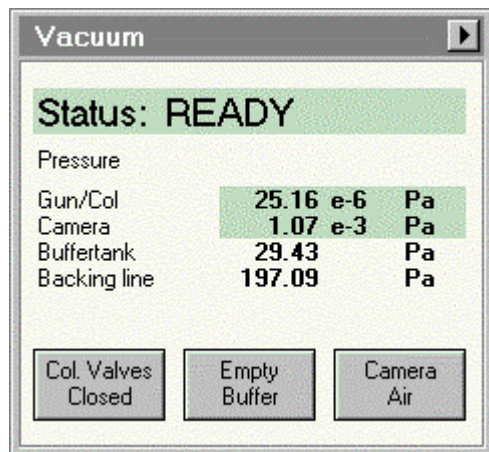 Vacuum
Status: READY
Pressure
Gun/Col 25.16 e-6 Pa
Camera 1.07 e-3 Pa
Buffertank 29.43 Pa
Backing line 197.09 Pa
Col. Valves Empty Camera
Closed Buffer Air